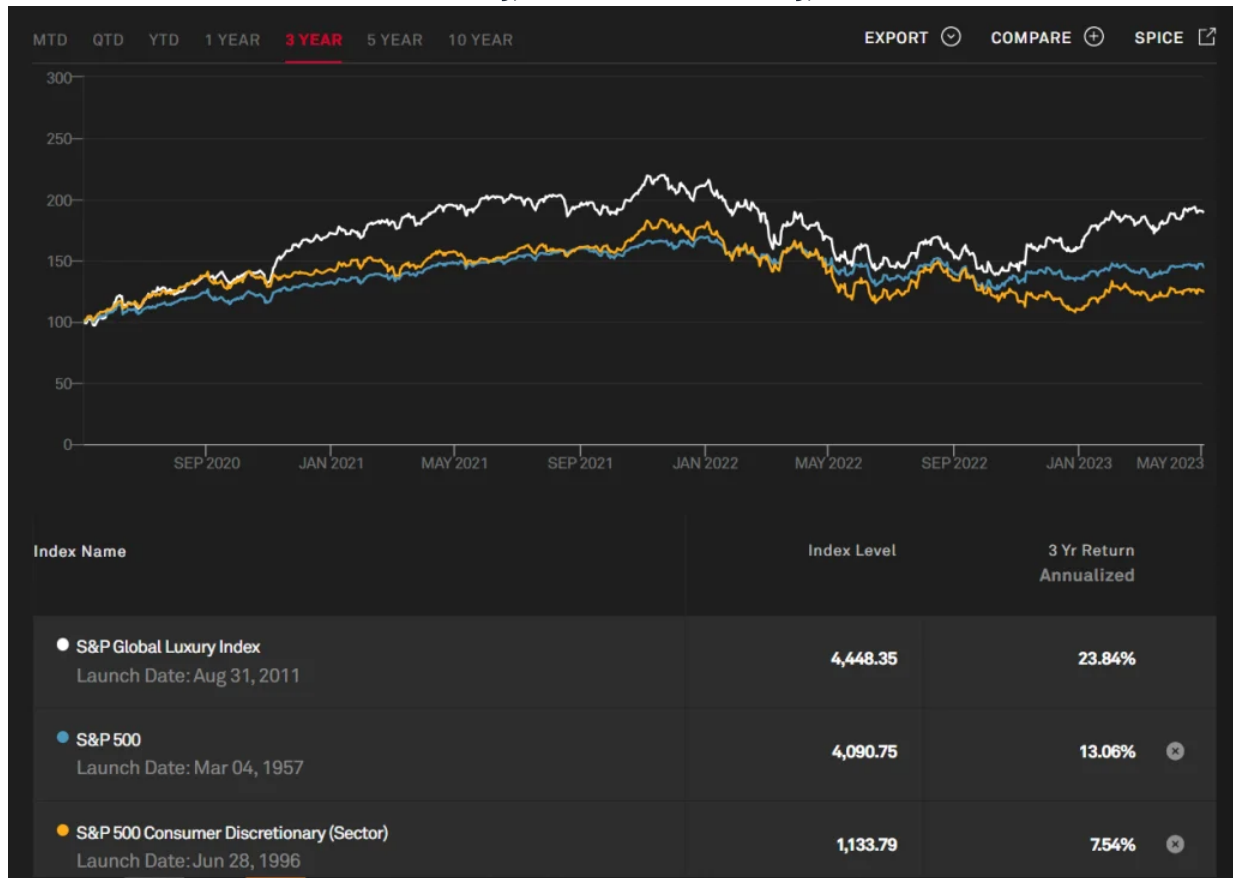 MTD QTD YTD 1 YEAR 3 YEAR 5 YEAR 10 YEAR EXPORT COMPARE SPICE
300
250
200
150
100
50
0
SEP 2020 JAN 2021 MAY 2021 SEP 2021 JAN 2022 MAY 2022 SEP 2022 JAN 2023 MAY 2023
Index Name Index Level 3 Yr Return
Annualized
S&P Global Luxury Index
Launch Date: Aug 31, 2011
4,448.35 23.84%
S&P 500
Launch Date: Mar 04, 1957
4,090.75 13.06%
S&P 500 Consumer Discretionary (Sector)
Launch Date: Jun 28, 1996
1,133.79 7.54%